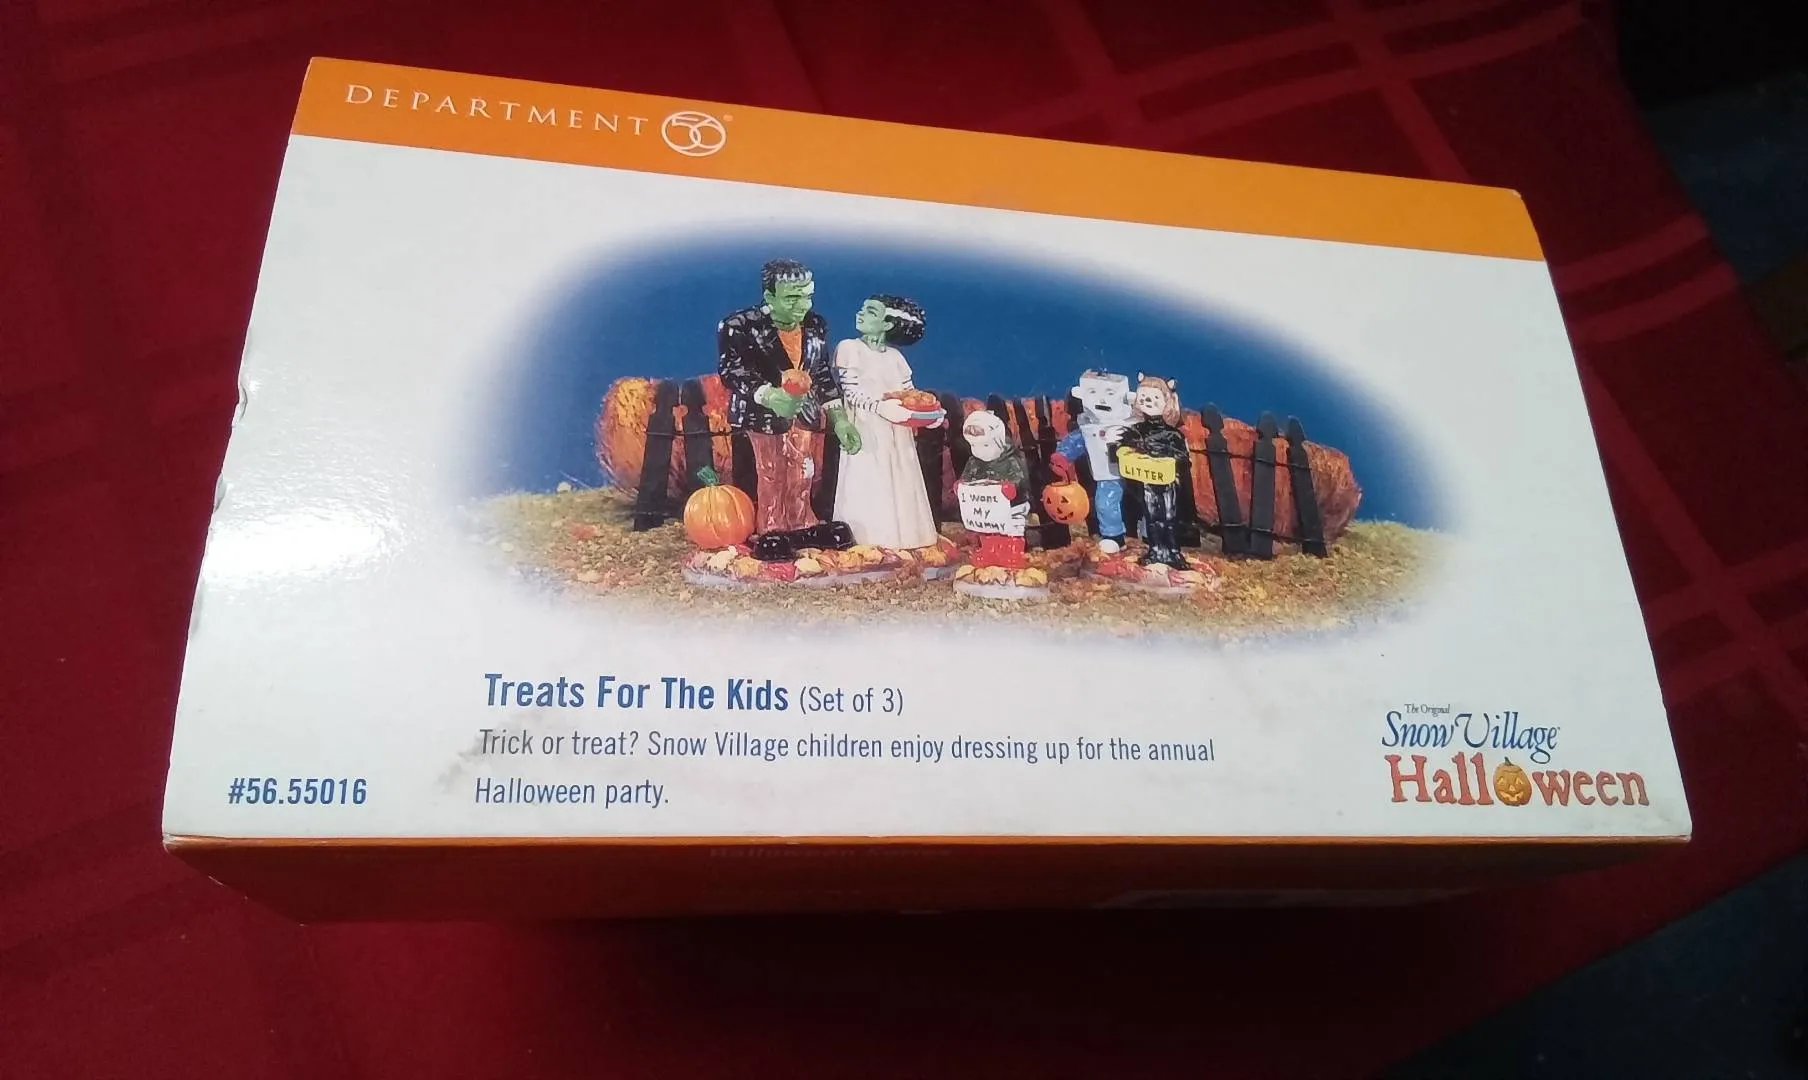 DEPARTMENT 56
LITTER
I Want
My
MUMMY
Treats For The Kids (Set of 3)
Trick or treat? Snow Village children enjoy dressing up for the annual
Halloween party.
#56.55016
The Original
Snow Village
Halloween